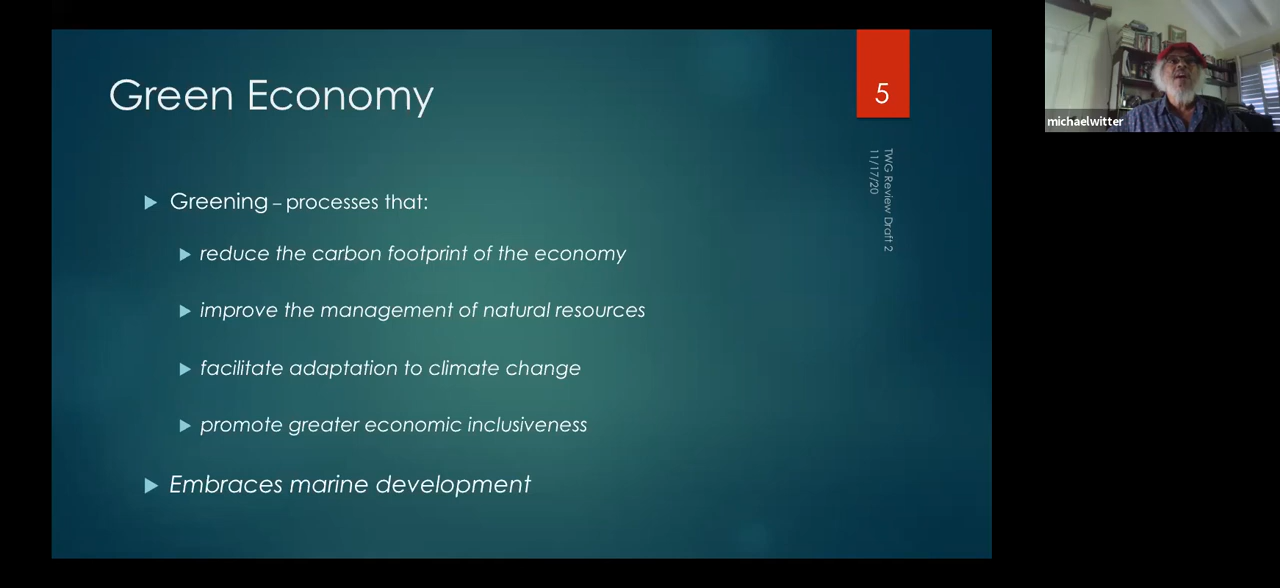 Green Economy
5
TWG Review Draft 2
11/17/20
Greening – processes that:
reduce the carbon footprint of the economy
improve the management of natural resources
facilitate adaptation to climate change
promote greater economic inclusiveness
Embraces marine development
michaelwitter